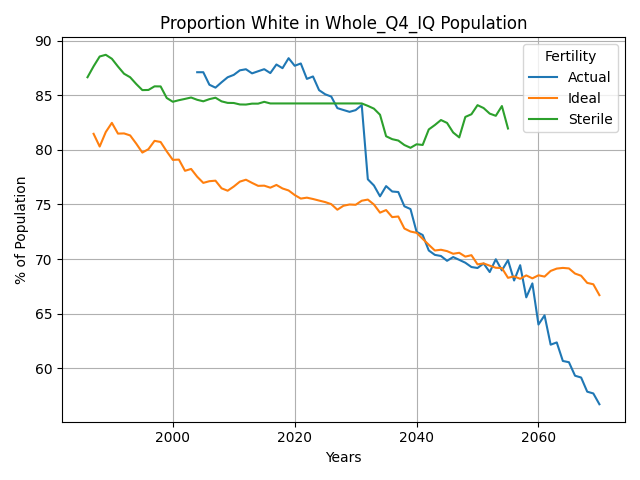 Proportion White in Whole_Q4_IQ Population
% of Population
90
85
80
75
70
65
60
Fertility
Actual
Ideal
Sterile
2000
2020
2040
2060
Years